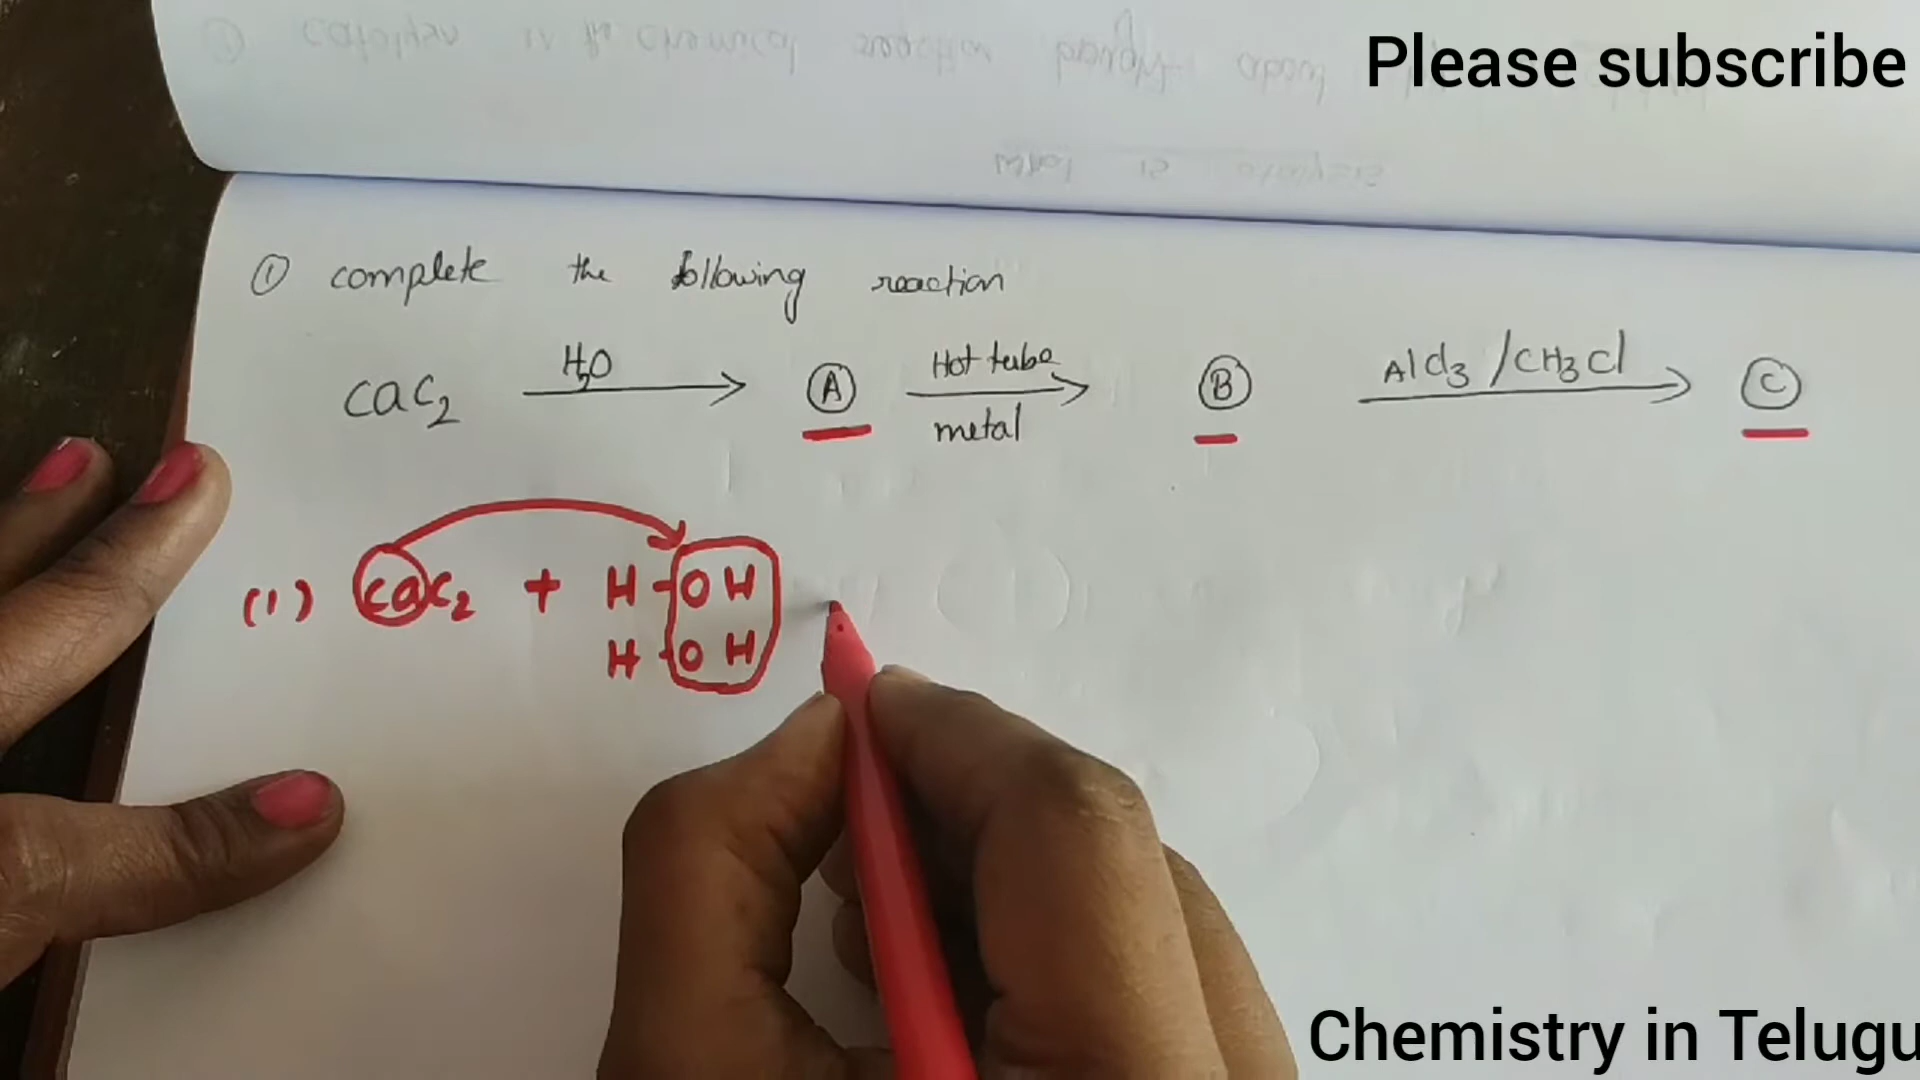 Please subscribe
① complete the following reaction
CaC2 H2O Ⓐ Hot tube metal Ⓑ AlCl3 /CH3Cl Ⓒ
(1) CaC2 + H-OH
H-OH
Chemistry in Telugu